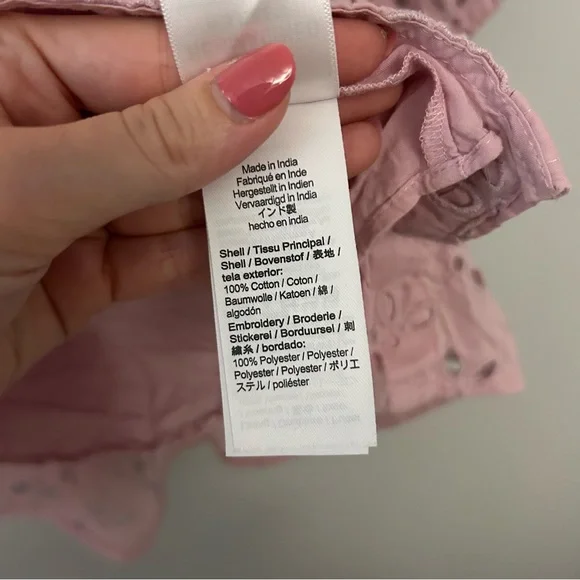 Made in India
Fabriqué en Inde
Hergestellt in Indien
Vervaardigd in India
インド製
hecho en india
Shell / Tissu Principal /
Shell / Bovenstof / 表地 /
tela exterior:
100% Cotton / Coton /
Baumwolle / Katoen / 綿 /
algodón
Embroidery / Broderie /
Stickerei / Borduursel / 刺
繍糸 / bordado:
100% Polyester / Polyester /
Polyester / Polyester / ポリエ
ステル / poliéster